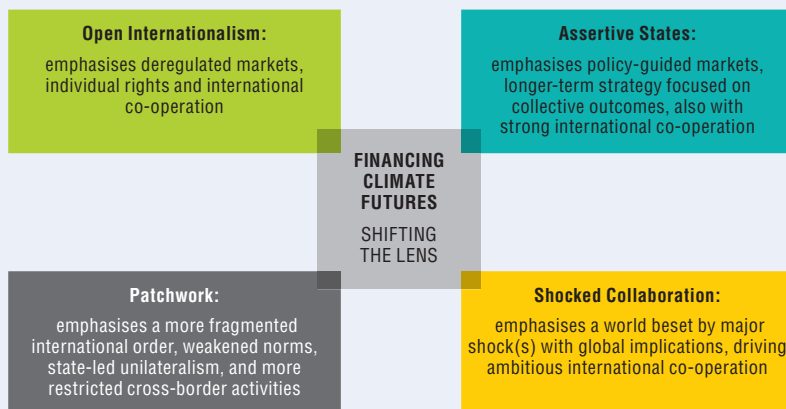 Open Internationalism:
emphasises deregulated markets,
individual rights and international
co-operation
Assertive States:
emphasises policy-guided markets,
longer-term strategy focused on
collective outcomes, also with
strong international co-operation
FINANCING
CLIMATE
FUTURES
SHIFTING
THE LENS
Patchwork:
emphasises a more fragmented
international order, weakened norms,
state-led unilateralism, and more
restricted cross-border activities
Shocked Collaboration:
emphasises a world beset by major
shock(s) with global implications, driving
ambitious international co-operation